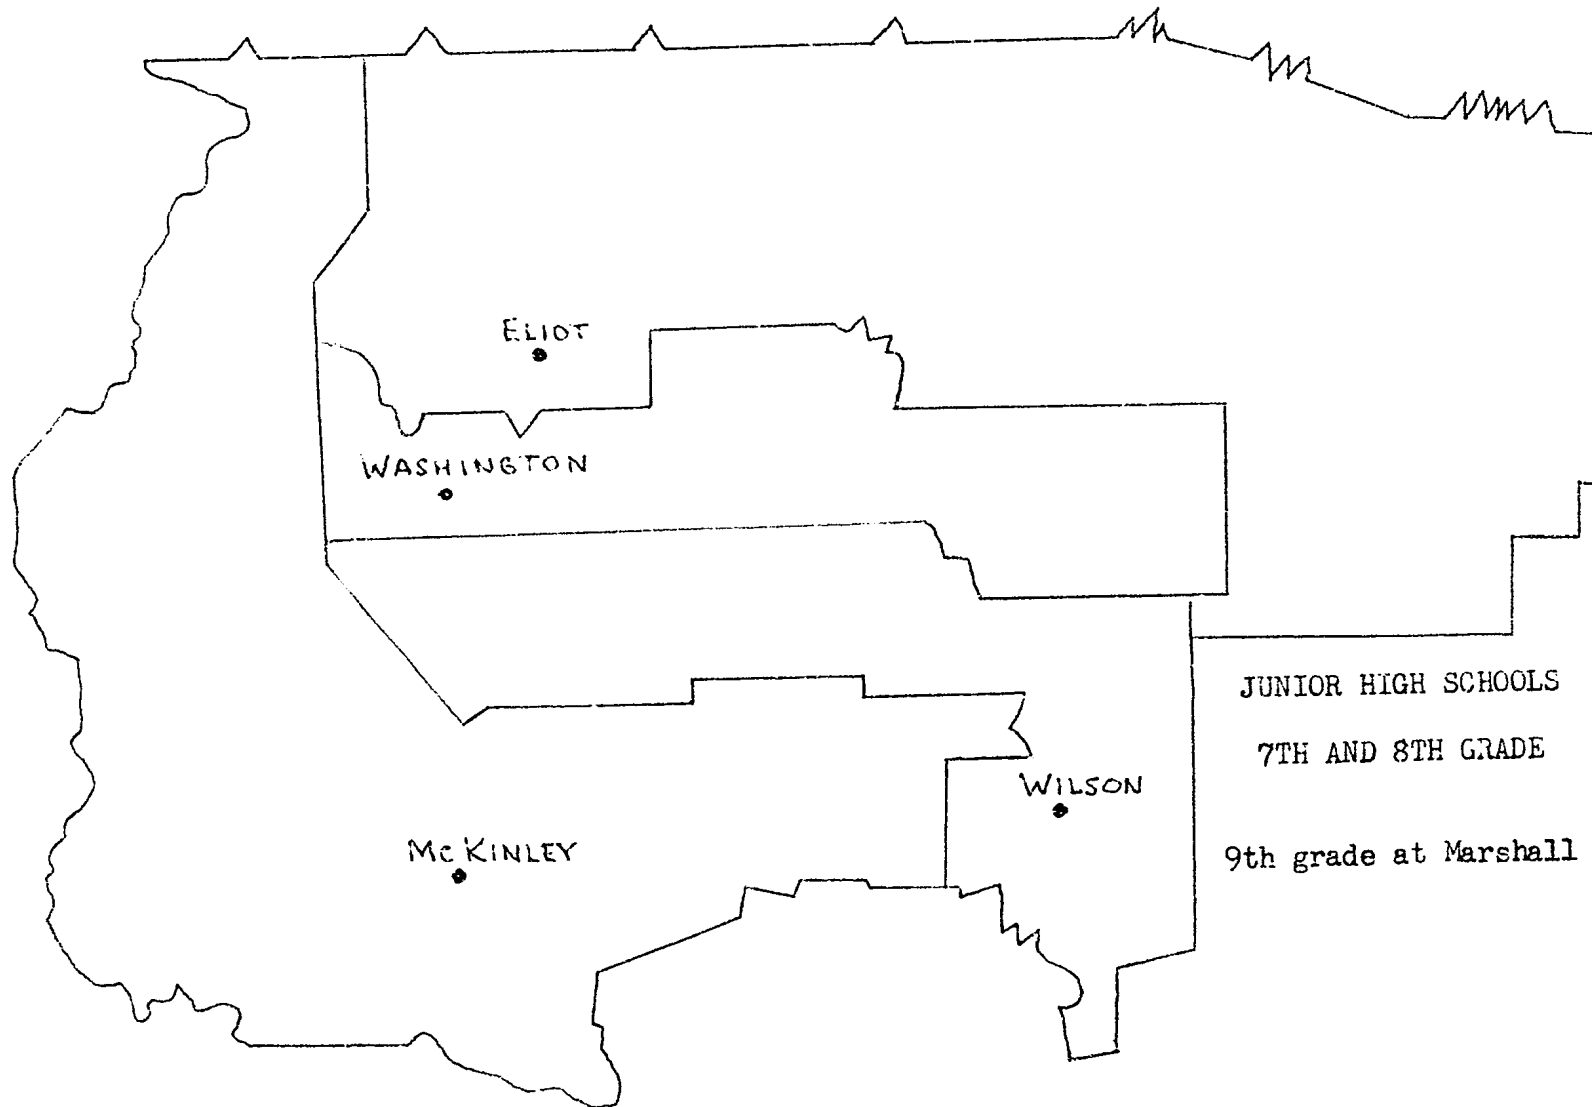 ELIOT
WASHINGTON
JUNIOR HIGH SCHOOLS
7TH AND 8TH GRADE
WILSON
McKINLEY
9th grade at Marshall